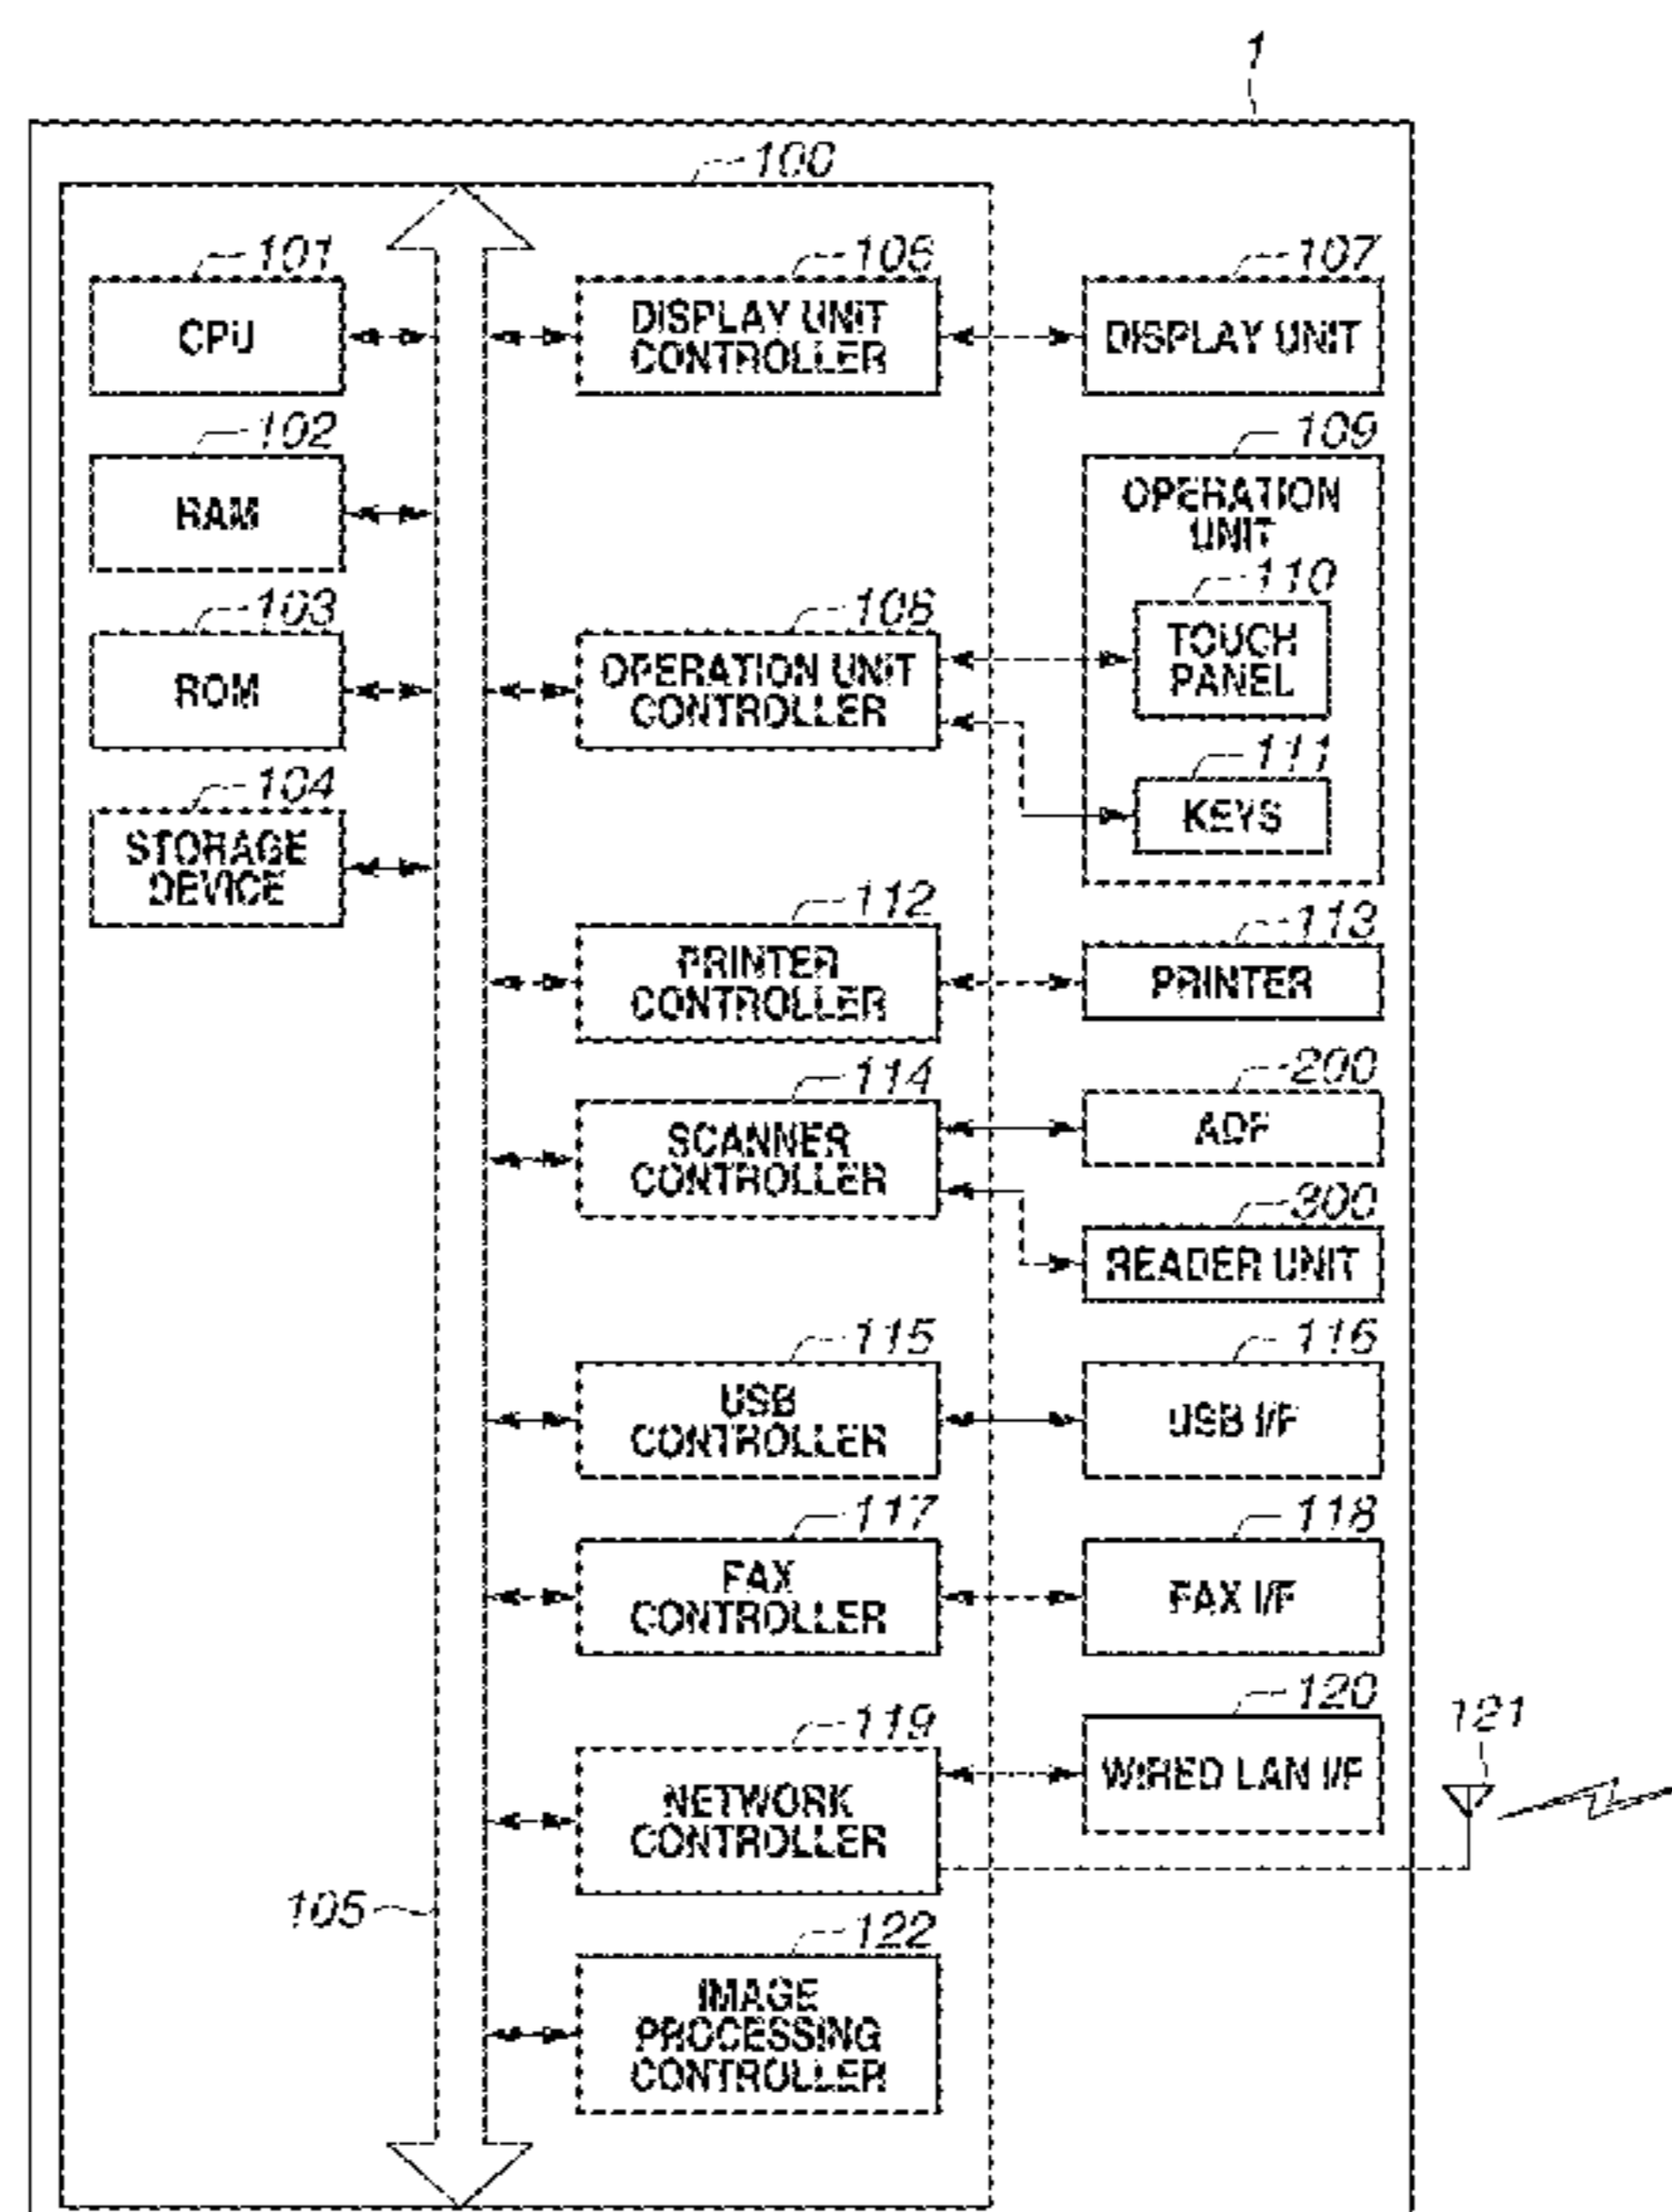 1
100
101
CPU
106
DISPLAY UNIT
CONTROLLER
107
DISPLAY UNIT
102
RAM
109
OPERATION
UNIT
110
TOUCH
PANEL
111
KEYS
103
ROM
108
OPERATION UNIT
CONTROLLER
104
STORAGE
DEVICE
112
PRINTER
CONTROLLER
113
PRINTER
114
SCANNER
CONTROLLER
200
ADF
300
READER UNIT
115
USB
CONTROLLER
116
USB I/F
117
FAX
CONTROLLER
118
FAX I/F
119
NETWORK
CONTROLLER
120
WIRED LAN I/F
121
105
122
IMAGE
PROCESSING
CONTROLLER